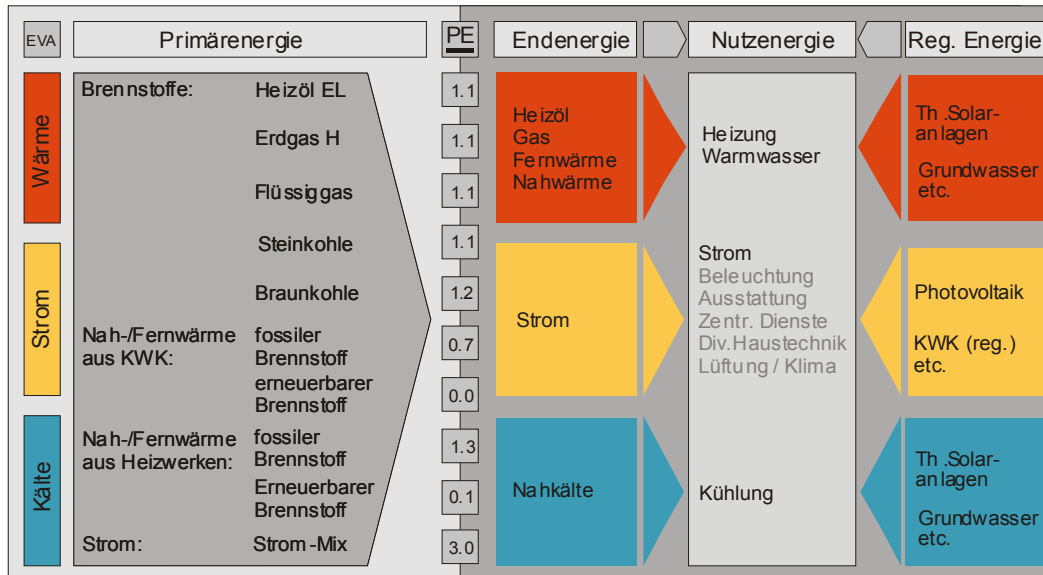 EVA
Primärenergie
PE
Endenergie
Nutzenergie
Reg. Energie
Wärme
Strom
Kälte
Brennstoffe: Heizöl EL 1.1
Erdgas H 1.1
Flüssiggas 1.1
Steinkohle 1.1
Braunkohle 1.2
Nah-/Fernwärme fossiler
aus KWK: Brennstoff 0.7
erneuerbarer
Brennstoff 0.0
Nah-/Fernwärme fossiler
aus Heizwerken: Brennstoff 1.3
Erneuerbarer
Brennstoff 0.1
Strom: Strom-Mix 3.0
Heizöl
Gas
Fernwärme
Nahwärme
Strom
Nahkälte
Heizung
Warmwasser
Strom
Beleuchtung
Ausstattung
Zentr. Dienste
Div.Haustechnik
Lüftung / Klima
Kühlung
Th.Solar-
anlagen
Grundwasser
etc.
Photovoltaik
KWK (reg.)
etc.
Th.Solar-
anlagen
Grundwasser
etc.